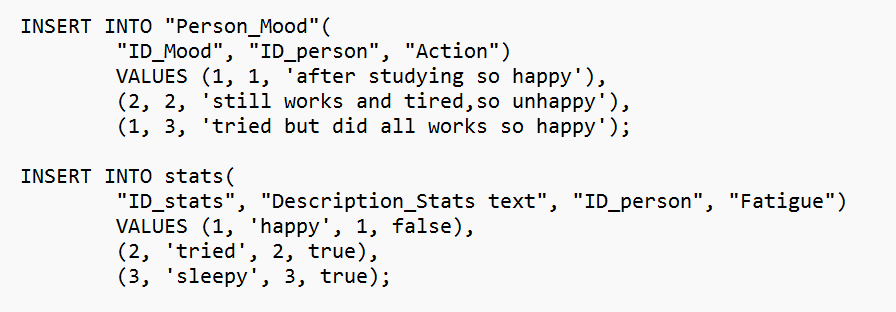 INSERT INTO "Person_Mood"(
"ID_Mood", "ID_person", "Action")
VALUES (1, 1, 'after studying so happy'),
(2, 2, 'still works and tired,so unhappy'),
(1, 3, 'tried but did all works so happy');
INSERT INTO stats(
"ID_stats", "Description_Stats text", "ID_person", "Fatigue")
VALUES (1, 'happy', 1, false),
(2, 'tried', 2, true),
(3, 'sleepy', 3, true);